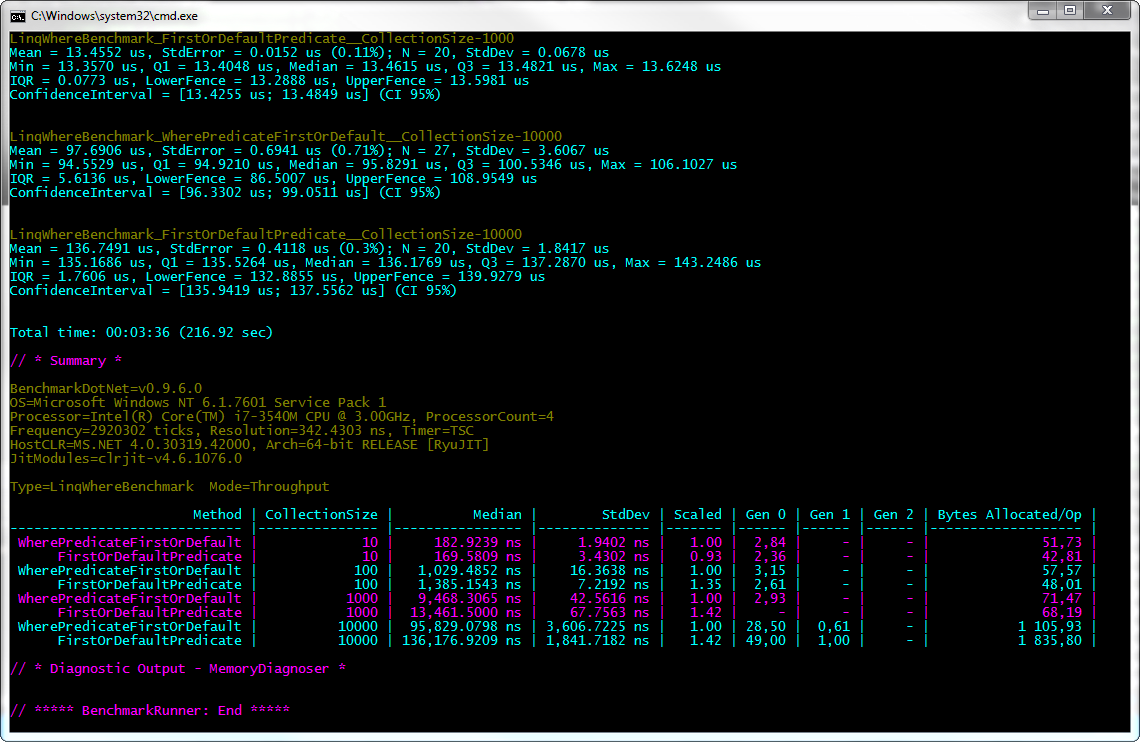 C:\Windows\system32\cmd.exe
LinqWhereBenchmark_FirstOrDefaultPredicate__CollectionSize-1000
Mean = 13.4552 us, StdError = 0.0152 us (0.11%); N = 20, StdDev = 0.0678 us
Min = 13.3570 us, Q1 = 13.4048 us, Median = 13.4615 us, Q3 = 13.4821 us, Max = 13.6248 us
IQR = 0.0773 us, LowerFence = 13.2888 us, UpperFence = 13.5981 us
ConfidenceInterval = [13.4255 us; 13.4849 us] (CI 95%)
LinqWhereBenchmark_WherePredicateFirstOrDefault__CollectionSize-10000
Mean = 97.6906 us, StdError = 0.6941 us (0.71%); N = 27, StdDev = 3.6067 us
Min = 94.5529 us, Q1 = 94.9210 us, Median = 95.8291 us, Q3 = 100.5346 us, Max = 106.1027 us
IQR = 5.6136 us, LowerFence = 86.5007 us, UpperFence = 108.9549 us
ConfidenceInterval = [96.3302 us; 99.0511 us] (CI 95%)
LinqWhereBenchmark_FirstOrDefaultPredicate__CollectionSize-10000
Mean = 136.7491 us, StdError = 0.4118 us (0.3%); N = 20, StdDev = 1.8417 us
Min = 135.1686 us, Q1 = 135.5264 us, Median = 136.1769 us, Q3 = 137.2870 us, Max = 143.2486 us
IQR = 1.7606 us, LowerFence = 132.8855 us, UpperFence = 139.9279 us
ConfidenceInterval = [135.9419 us; 137.5562 us] (CI 95%)
Total time: 00:03:36 (216.92 sec)
// * Summary *
BenchmarkDotNet=v0.9.6.0
OS=Microsoft Windows NT 6.1.7601 Service Pack 1
Processor=Intel(R) Core(TM) i7-3540M CPU @ 3.00GHz, ProcessorCount=4
Frequency=2920302 ticks, Resolution=342.4303 ns, Timer=TSC
HostCLR=MS.NET 4.0.30319.42000, Arch=64-bit RELEASE [RyuJIT]
JitModules=clrjit-v4.6.1076.0
Type=LinqWhereBenchmark  Mode=Throughput
Method | CollectionSize | Median | StdDev | Scaled | Gen 0 | Gen 1 | Gen 2 | Bytes Allocated/Op |
----------------------------- |--------------- |---------------- |-------------- |------- |------ |------ |------ |------------------- |
WherePredicateFirstOrDefault | 10 | 182.9239 ns | 1.9402 ns | 1.00 | 2,84 | - | - | 51,73 |
FirstOrDefaultPredicate | 10 | 169.5809 ns | 3.4302 ns | 0.93 | 2,36 | - | - | 42,81 |
WherePredicateFirstOrDefault | 100 | 1,029.4852 ns | 16.3638 ns | 1.00 | 3,15 | - | - | 57,57 |
FirstOrDefaultPredicate | 100 | 1,385.1543 ns | 7.2192 ns | 1.35 | 2,61 | - | - | 48,01 |
WherePredicateFirstOrDefault | 1000 | 9,468.3065 ns | 42.5616 ns | 1.00 | 2,93 | - | - | 71,47 |
FirstOrDefaultPredicate | 1000 | 13,461.5000 ns | 67.7563 ns | 1.42 | - | - | - | 68,19 |
WherePredicateFirstOrDefault | 10000 | 95,829.0798 ns | 3,606.7225 ns | 1.00 | 28,50 | 0,61 | - | 1 105,93 |
FirstOrDefaultPredicate | 10000 | 136,176.9209 ns | 1,841.7182 ns | 1.42 | 49,00 | 1,00 | - | 1 835,80 |
// * Diagnostic Output - MemoryDiagnoser *
// ***** BenchmarkRunner: End *****